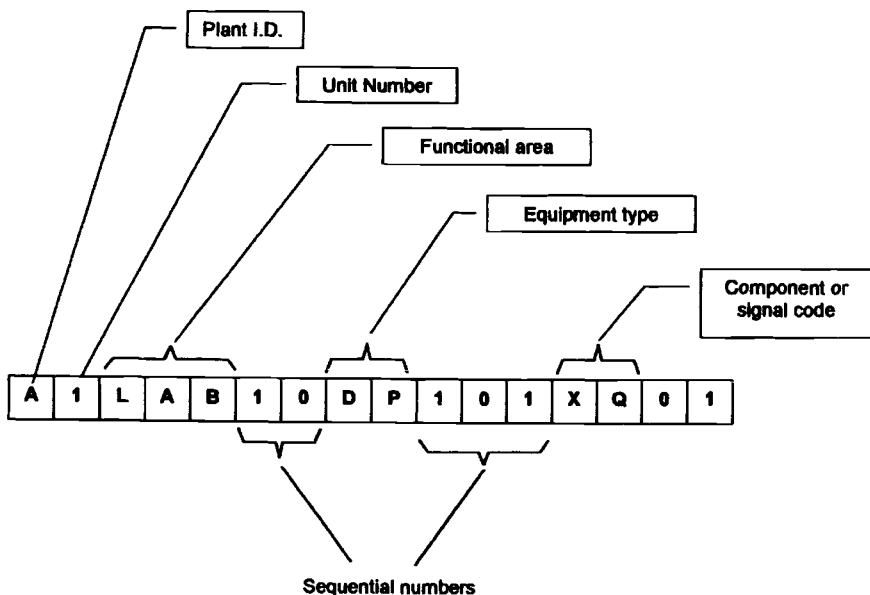 Plant I.D.
Unit Number
Functional area
Equipment type
Component or
signal code
A 1 L A B 1 0 D P 1 0 1 X Q 0 1
Sequential numbers